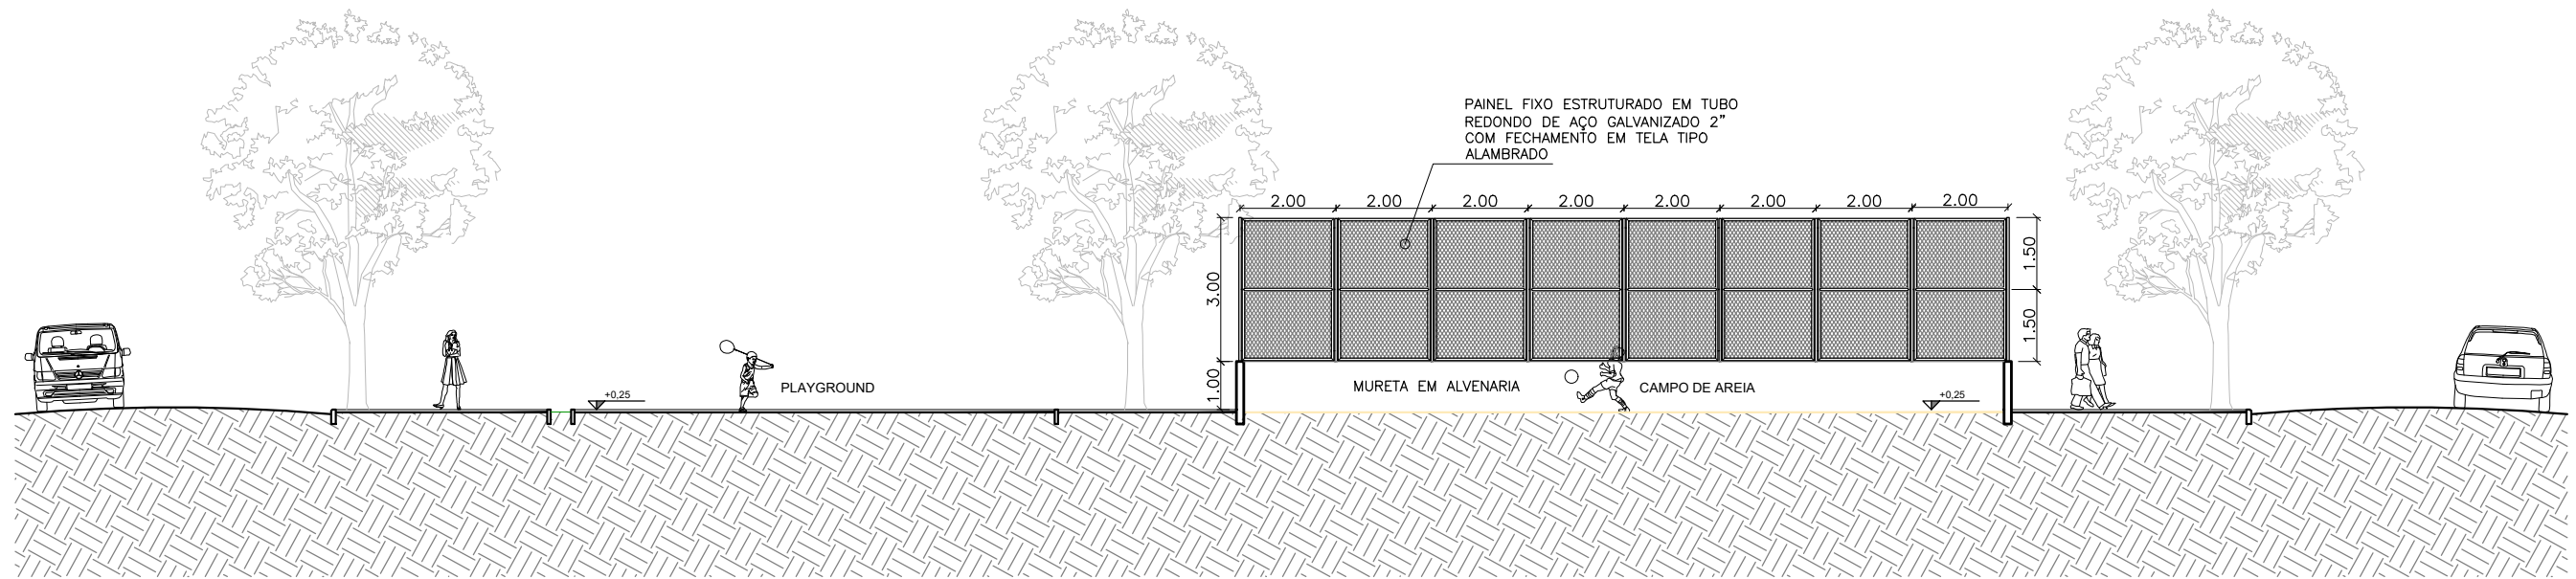 PAINEL FIXO ESTRUTURADO EM TUBO
REDONDO DE AÇO GALVANIZADO 2"
COM FECHAMENTO EM TELA TIPO
ALAMBRADO
2.00 2.00 2.00 2.00 2.00 2.00 2.00 2.00
3.00
1.50
1.50
1.00
PLAYGROUND
MURETA EM ALVENARIA
CAMPO DE AREIA
+0,25
+0,25